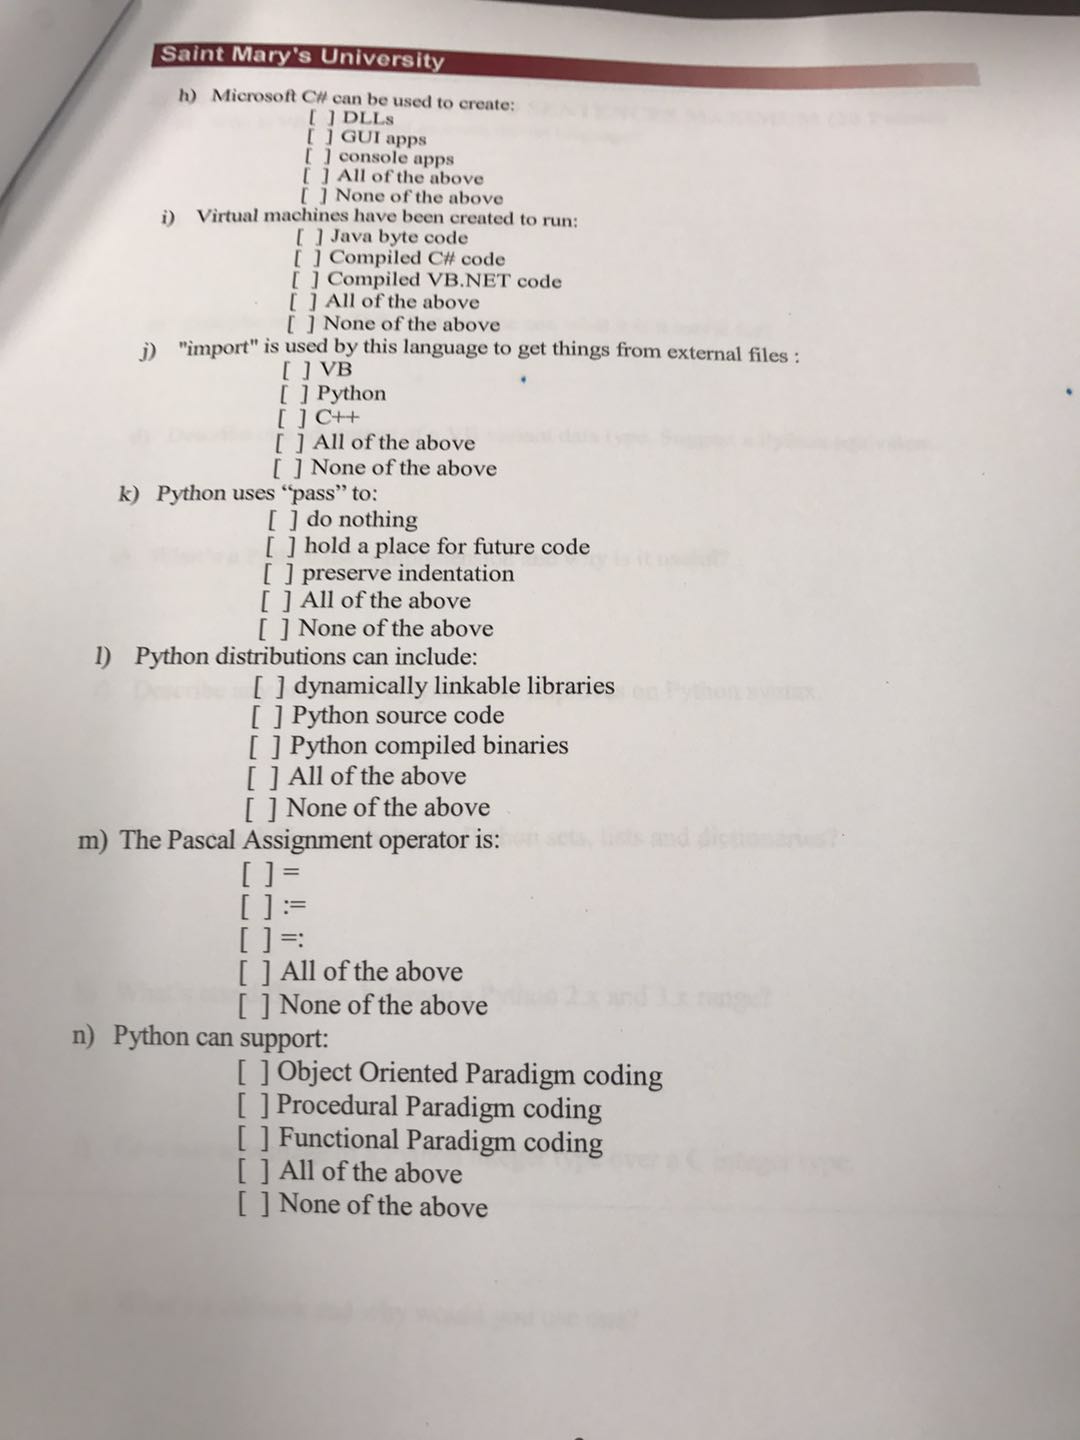 Saint Mary's University
h) Microsoft C# can be used to create:
[ ] DLLs
[ ] GUI apps
[ ] console apps
[ ] All of the above
[ ] None of the above
i) Virtual machines have been created to run:
[ ] Java byte code
[ ] Compiled C# code
[ ] Compiled VB.NET code
[ ] All of the above
[ ] None of the above
j) "import" is used by this language to get things from external files :
[ ] VB
[ ] Python
[ ] C++
[ ] All of the above
[ ] None of the above
k) Python uses “pass” to:
[ ] do nothing
[ ] hold a place for future code
[ ] preserve indentation
[ ] All of the above
[ ] None of the above
l) Python distributions can include:
[ ] dynamically linkable libraries
[ ] Python source code
[ ] Python compiled binaries
[ ] All of the above
[ ] None of the above
m) The Pascal Assignment operator is:
[ ] =
[ ] :=
[ ] =:
[ ] All of the above
[ ] None of the above
n) Python can support:
[ ] Object Oriented Paradigm coding
[ ] Procedural Paradigm coding
[ ] Functional Paradigm coding
[ ] All of the above
[ ] None of the above